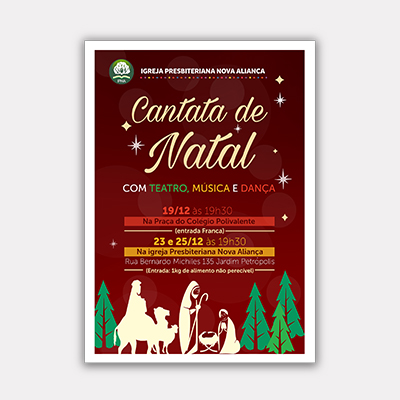 IGREJA PRESBITERIANA NOVA ALIANÇA
Cantata de
Natal
COM TEATRO, MÚSICA E DANÇA
19/12 às 19h30
Na Praça do Colégio Polivalente
(entrada Franca)
23 e 25/12 às 19h30
Na igreja Presbiteriana Nova Aliança
Rua Bernardo Michiles 135 Jardim Petropolis
(Entrada: 1kg de alimento não perecível)